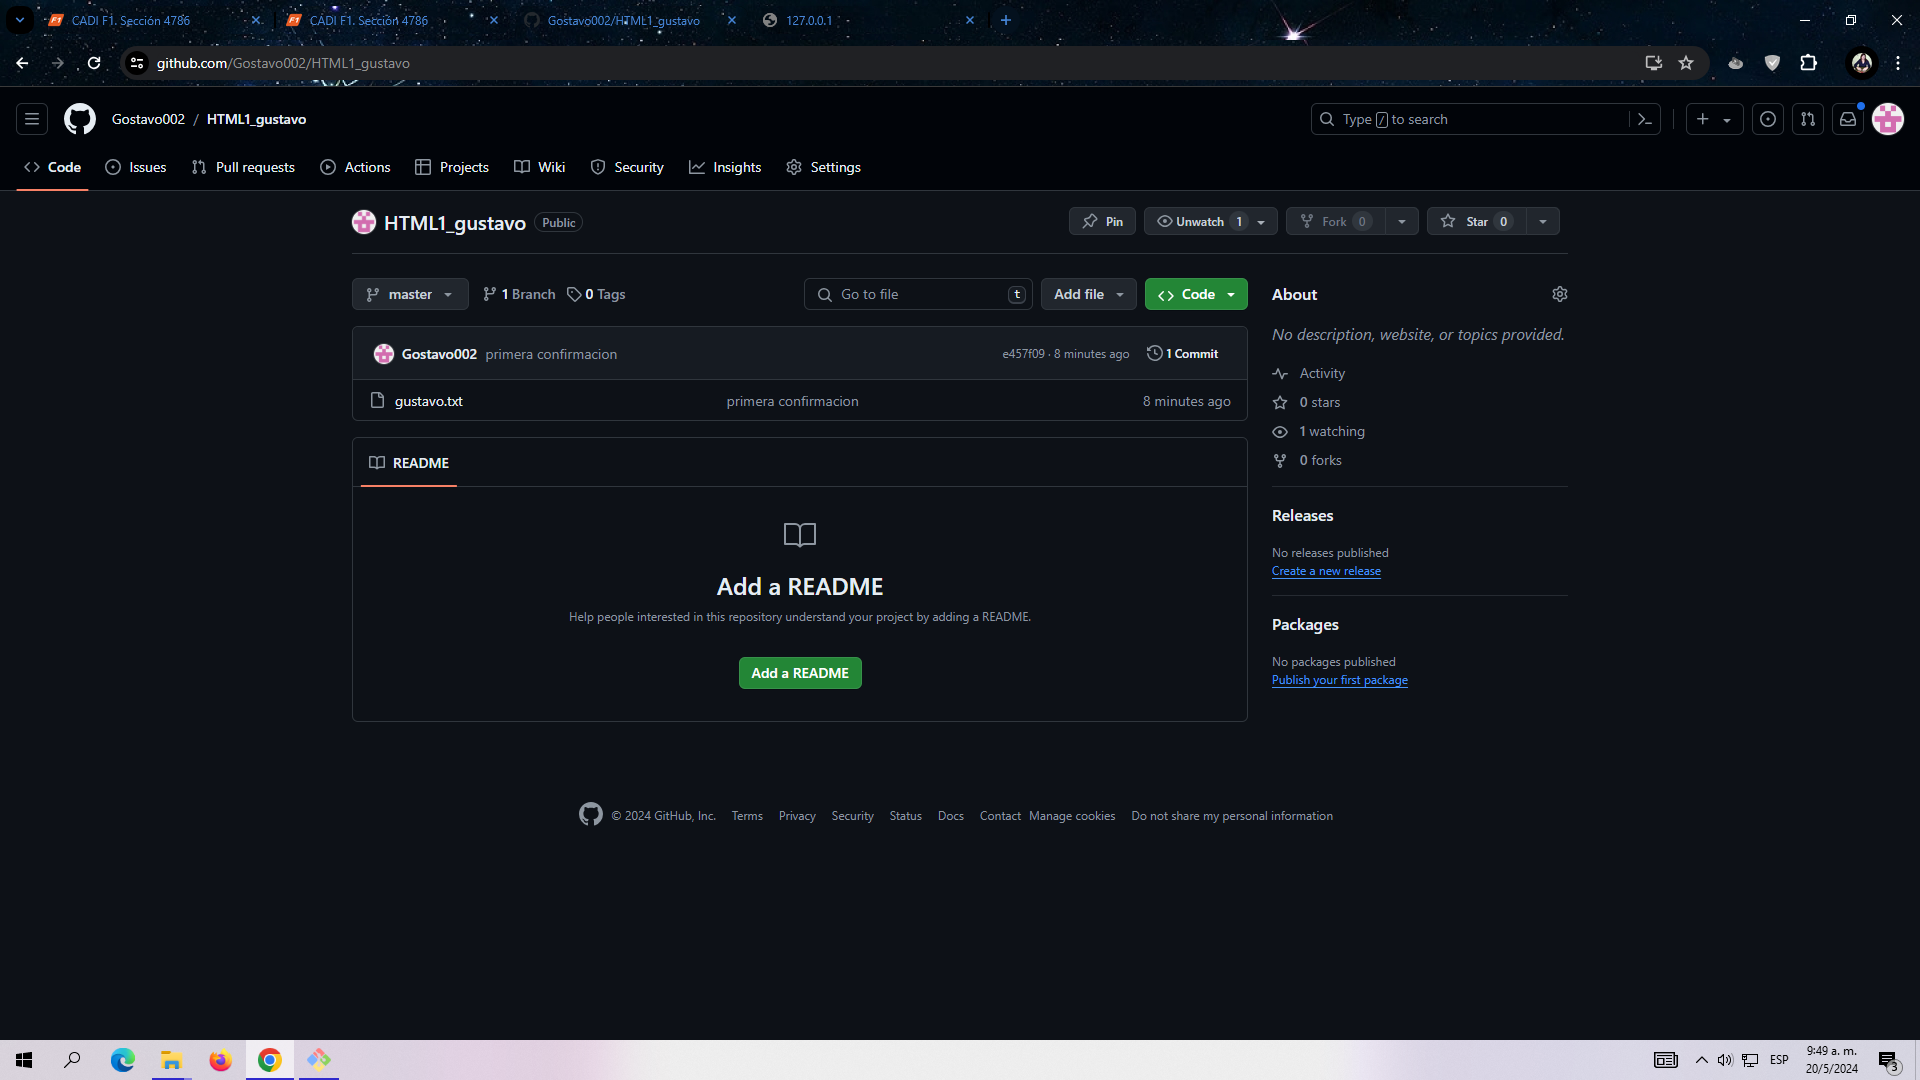 CADI F1. Sección 4786
CADI F1. Sección 4786
Gostavo002/HTML1_gustavo
127.0.0.1
github.com/Gostavo002/HTML1_gustavo
Gostavo002 / HTML1_gustavo
Type / to search
Code
Issues
Pull requests
Actions
Projects
Wiki
Security
Insights
Settings
HTML1_gustavo
Public
Pin
Unwatch 1
Fork 0
Star 0
master
1 Branch
0 Tags
Go to file
t
Add file
Code
Gostavo002 primera confirmacion
e457f09 · 8 minutes ago
1 Commit
gustavo.txt
primera confirmacion
8 minutes ago
README
Add a README
Help people interested in this repository understand your project by adding a README.
Add a README
About
No description, website, or topics provided.
Activity
0 stars
1 watching
0 forks
Releases
No releases published
Create a new release
Packages
No packages published
Publish your first package
© 2024 GitHub, Inc.
Terms
Privacy
Security
Status
Docs
Contact
Manage cookies
Do not share my personal information
ESP
9:49 a. m.
20/5/2024
3